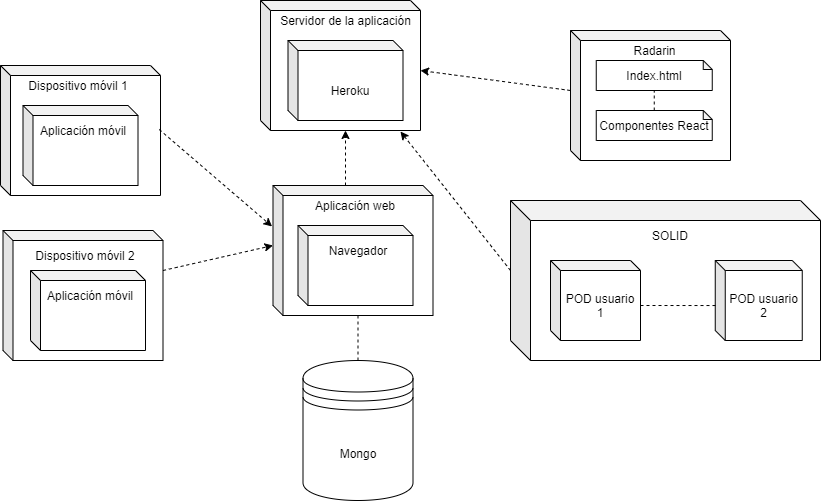 Servidor de la aplicación
Heroku
Radarin
Index.html
Componentes React
Dispositivo móvil 1
Aplicación móvil
Aplicación web
Navegador
SOLID
POD usuario
1
POD usuario
2
Dispositivo móvil 2
Aplicación móvil
Mongo